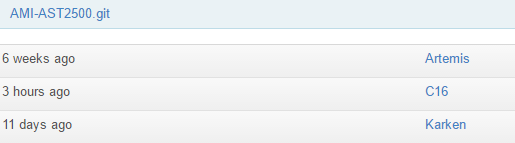 AMI-AST2500.git
6 weeks ago Artemis
3 hours ago C16
11 days ago Karken